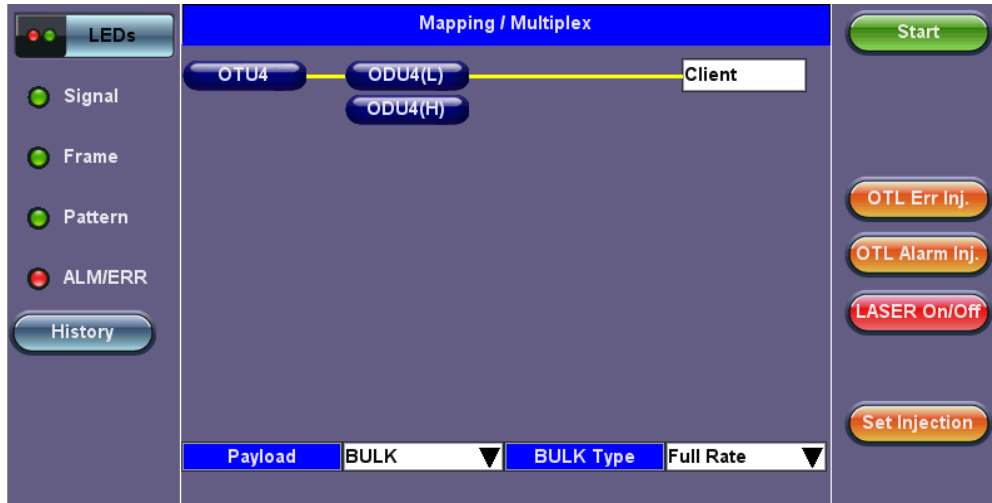 LEDs
Signal
Frame
Pattern
ALM/ERR
History
Mapping / Multiplex
OTU4
ODU4(L)
Client
ODU4(H)
Payload
BULK
BULK Type
Full Rate
Start
OTL Err Inj.
OTL Alarm Inj.
LASER On/Off
Set Injection